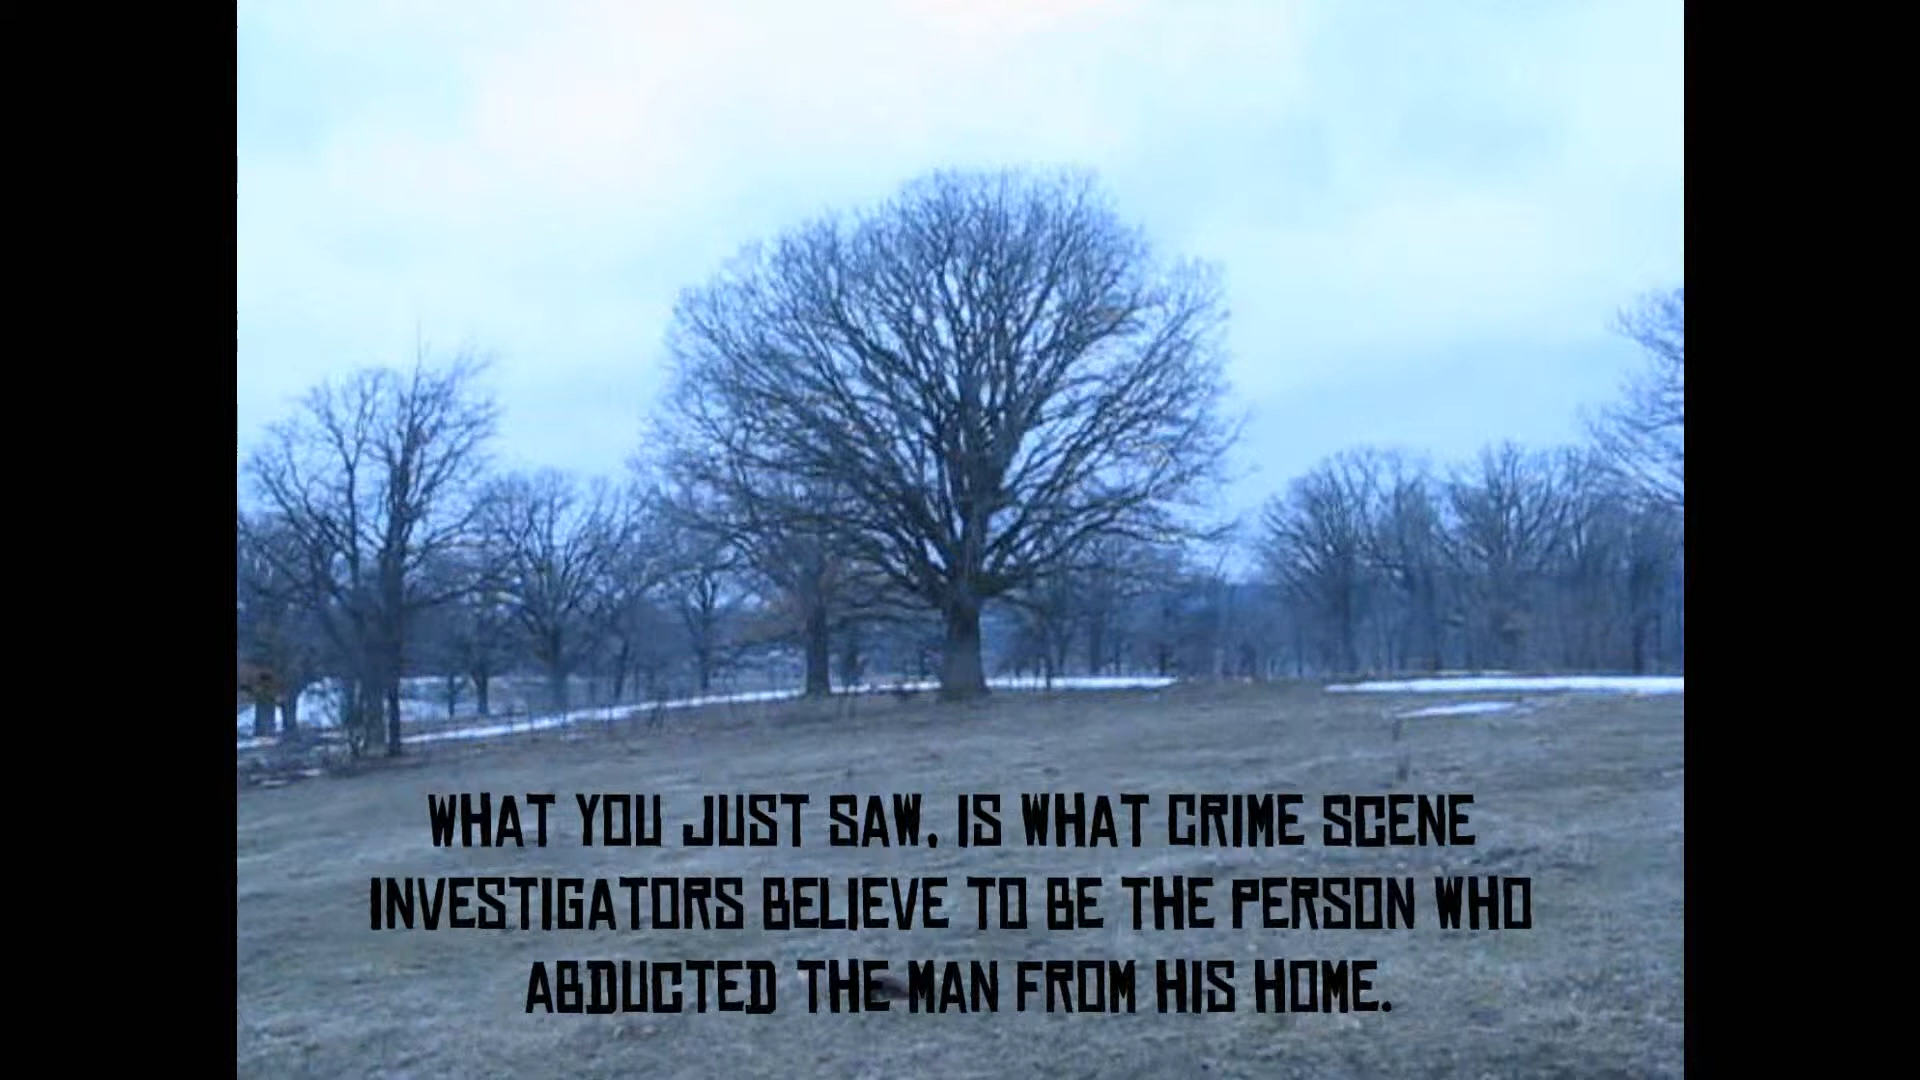 WHAT YOU JUST SAW, IS WHAT CRIME SCENE
INVESTIGATORS BELIEVE TO BE THE PERSON WHO
ABDUCTED THE MAN FROM HIS HOME.